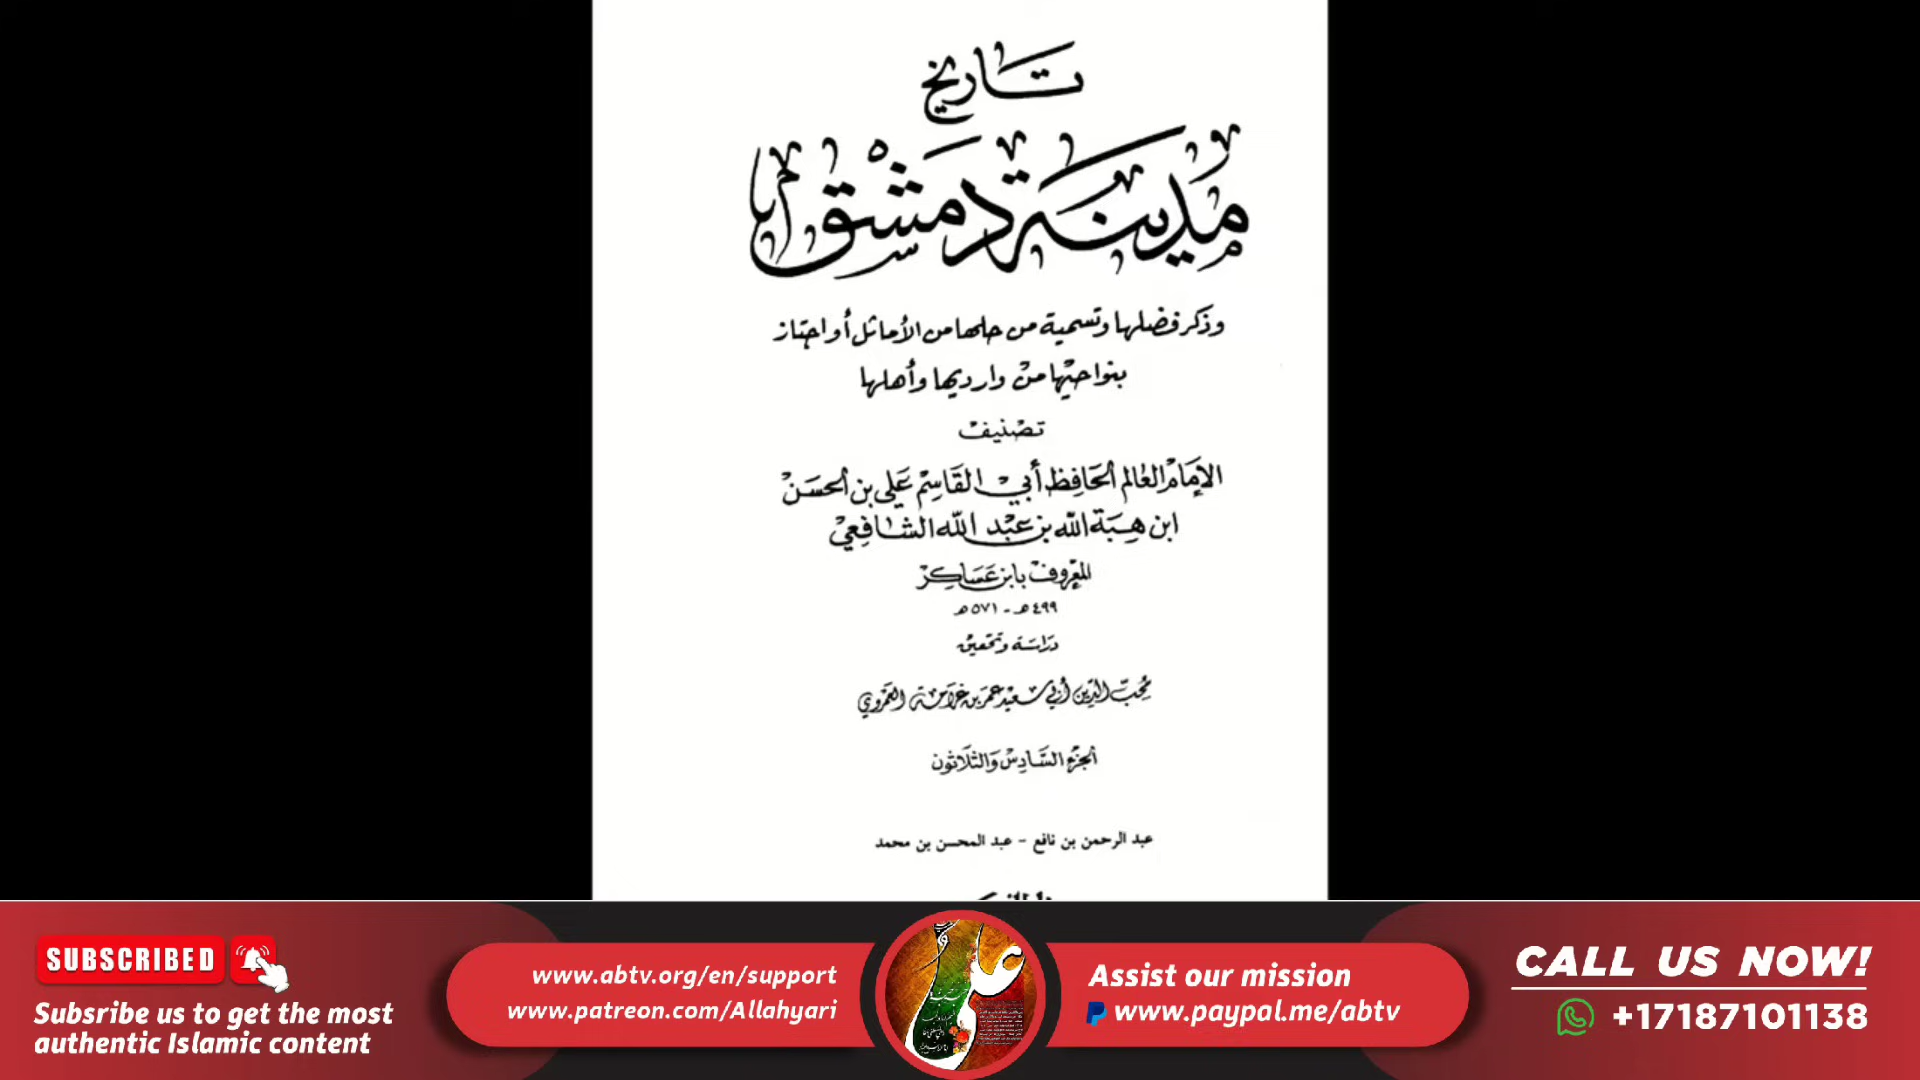 تاريخ
مدينة دمشق
وذكر فضلها وتسمية من حلها من الأماثل أو اجتاز
بنواحيها من وارديها وأهلها
تصنيف
الإمام العالم الحافظ أبي القاسم علي بن الحسن
ابن هبة الله بن عبد الله الشافعي
المعروف بابن عساكر
٤٩٩هـ - ٥٧١هـ
دراسة وتحقيق
محب الدين أبي سعيد عمر بن غرامة العمروي
الجزء السادس والثلاثون
عبد الرحمن بن نافع - عبد المحسن بن محمد
SUBSCRIBED
Subsribe us to get the most
authentic Islamic content
www.abtv.org/en/support
www.patreon.com/Allahyari
علي
Assist our mission
www.paypal.me/abtv
CALL US NOW!
+17187101138